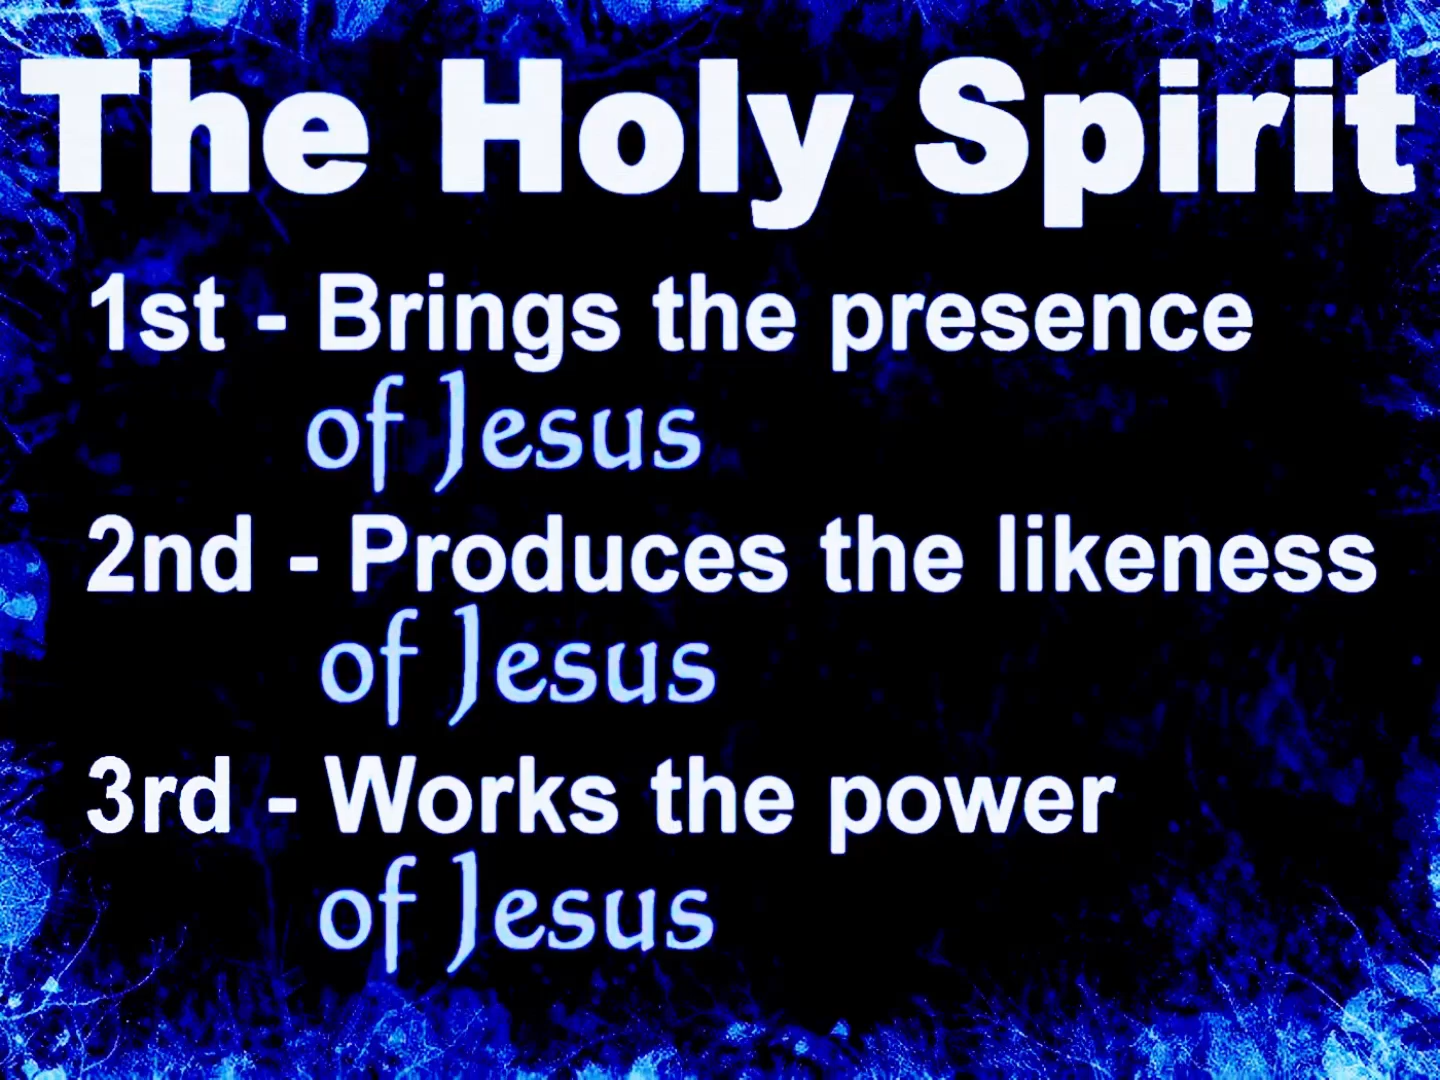 The Holy Spirit
1st - Brings the presence
of Jesus
2nd - Produces the likeness
of Jesus
3rd - Works the power
of Jesus